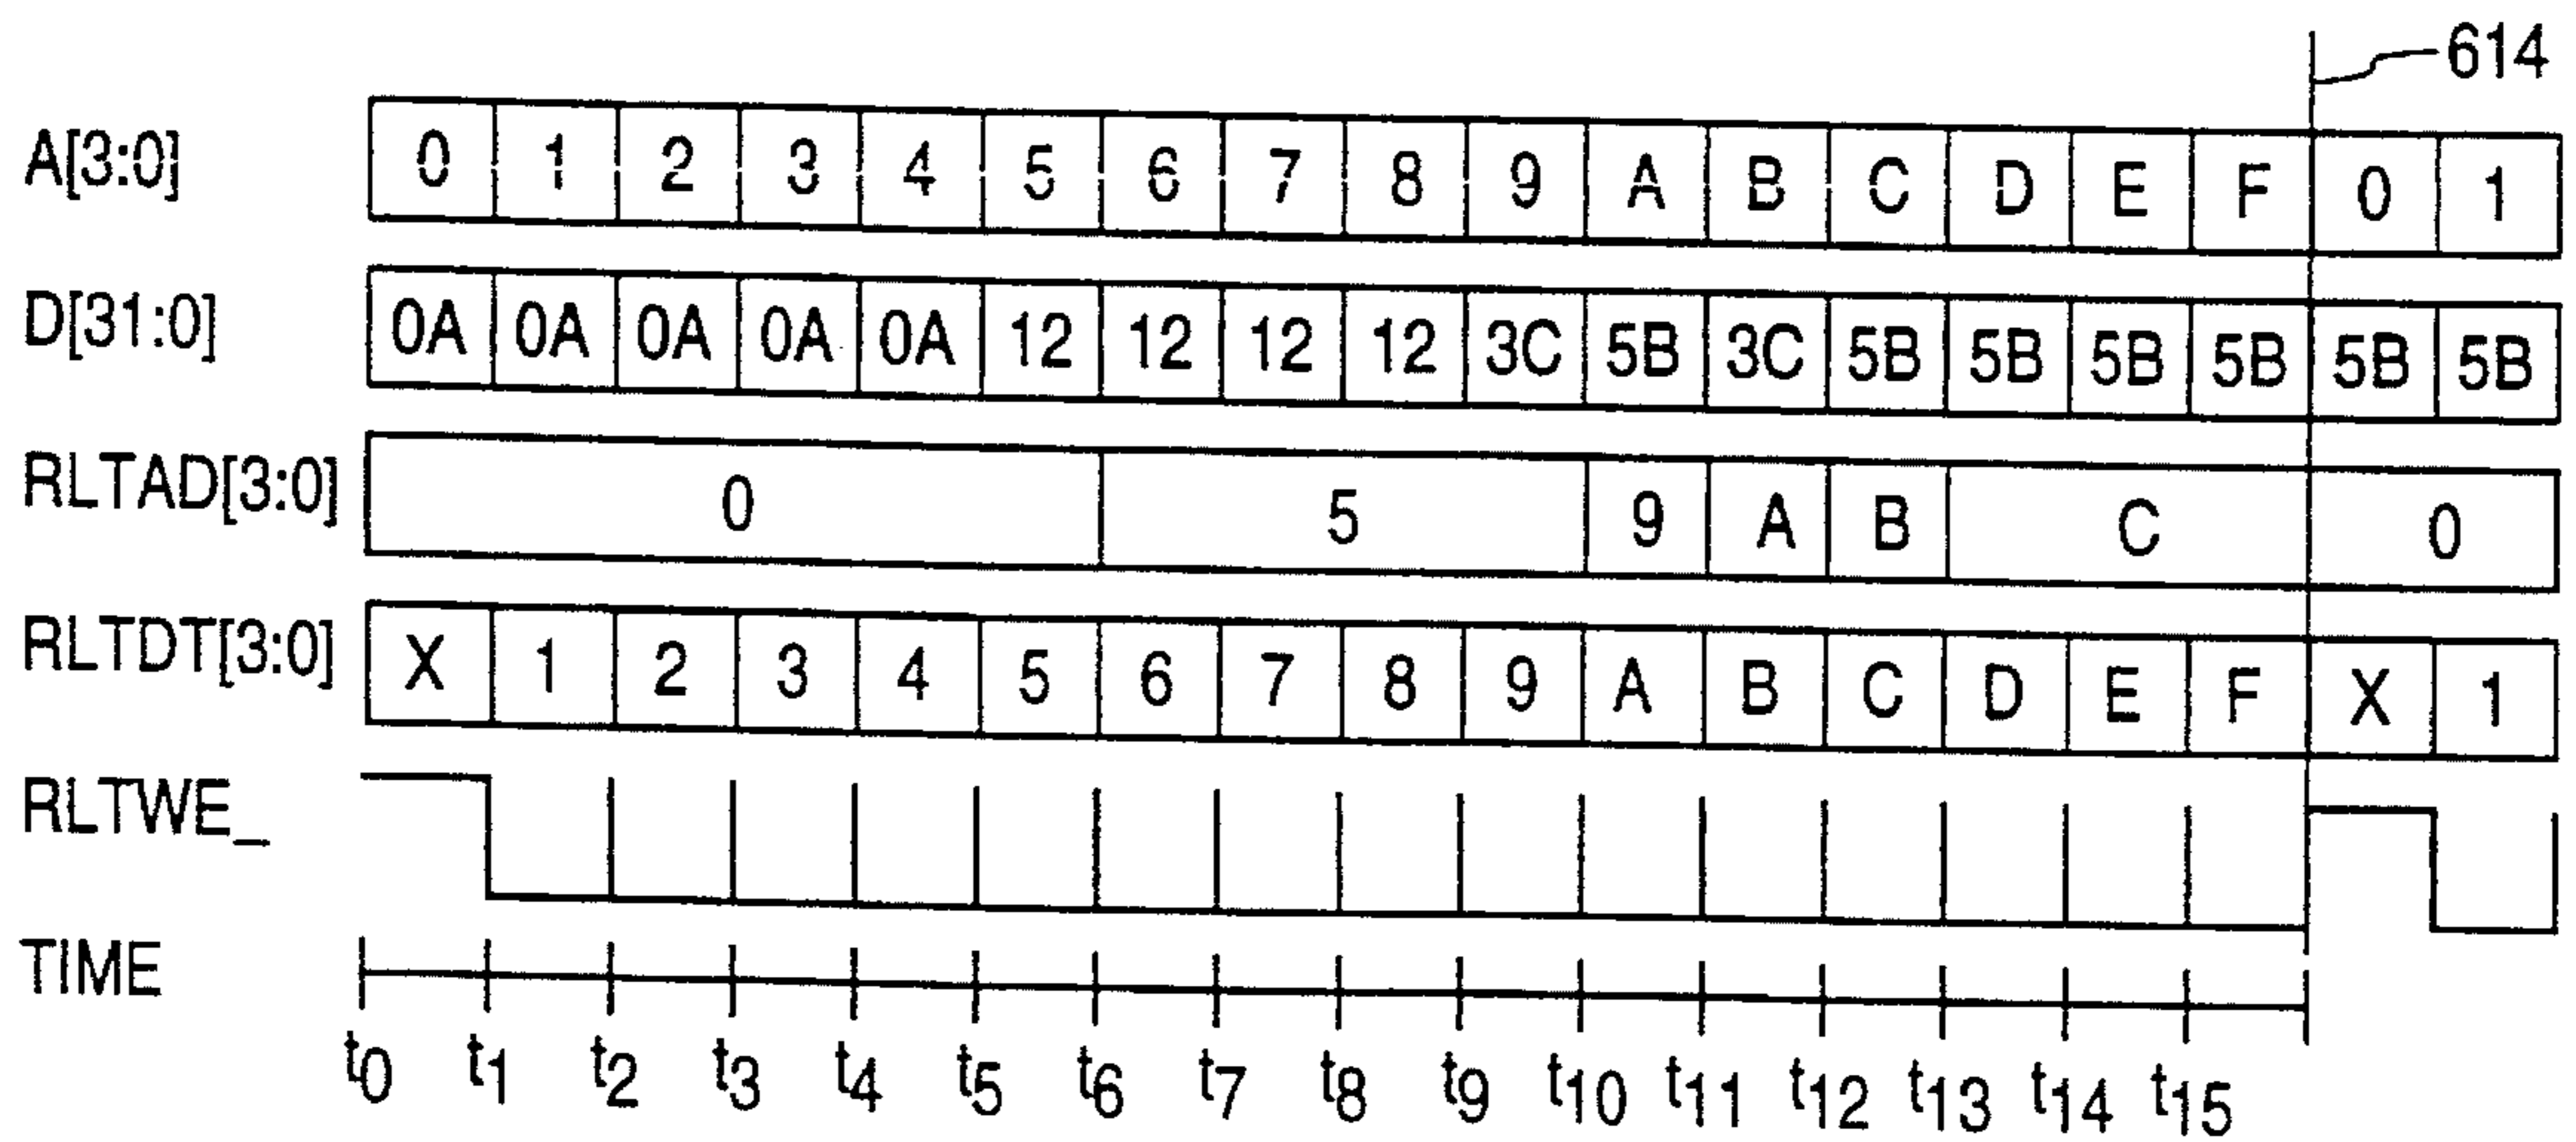 614
A[3:0] 0 1 2 3 4 5 6 7 8 9 A B C D E F 0 1
D[31:0] 0A 0A 0A 0A 0A 12 12 12 12 3C 5B 3C 5B 5B 5B 5B 5B 5B
RLTAD[3:0] 0 5 9 A B C 0
RLTDT[3:0] X 1 2 3 4 5 6 7 8 9 A B C D E F X 1
RLTWE_
TIME
t0 t1 t2 t3 t4 t5 t6 t7 t8 t9 t10 t11 t12 t13 t14 t15